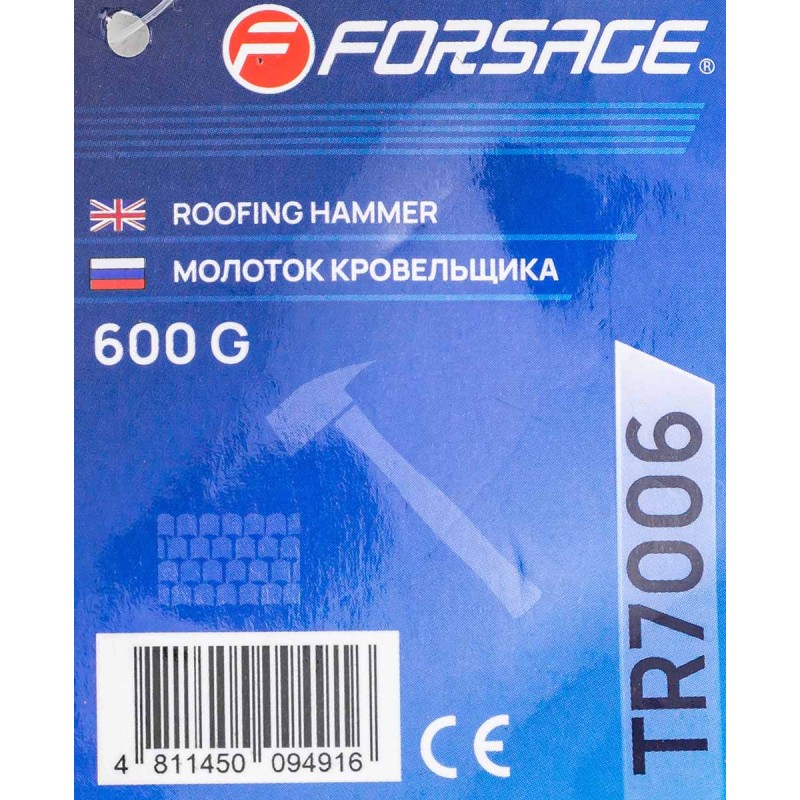 FORSAGE®
ROOFING HAMMER
МОЛОТОК КРОВЕЛЬЩИКА
600 G
TR7006
4 811450 094916
CE